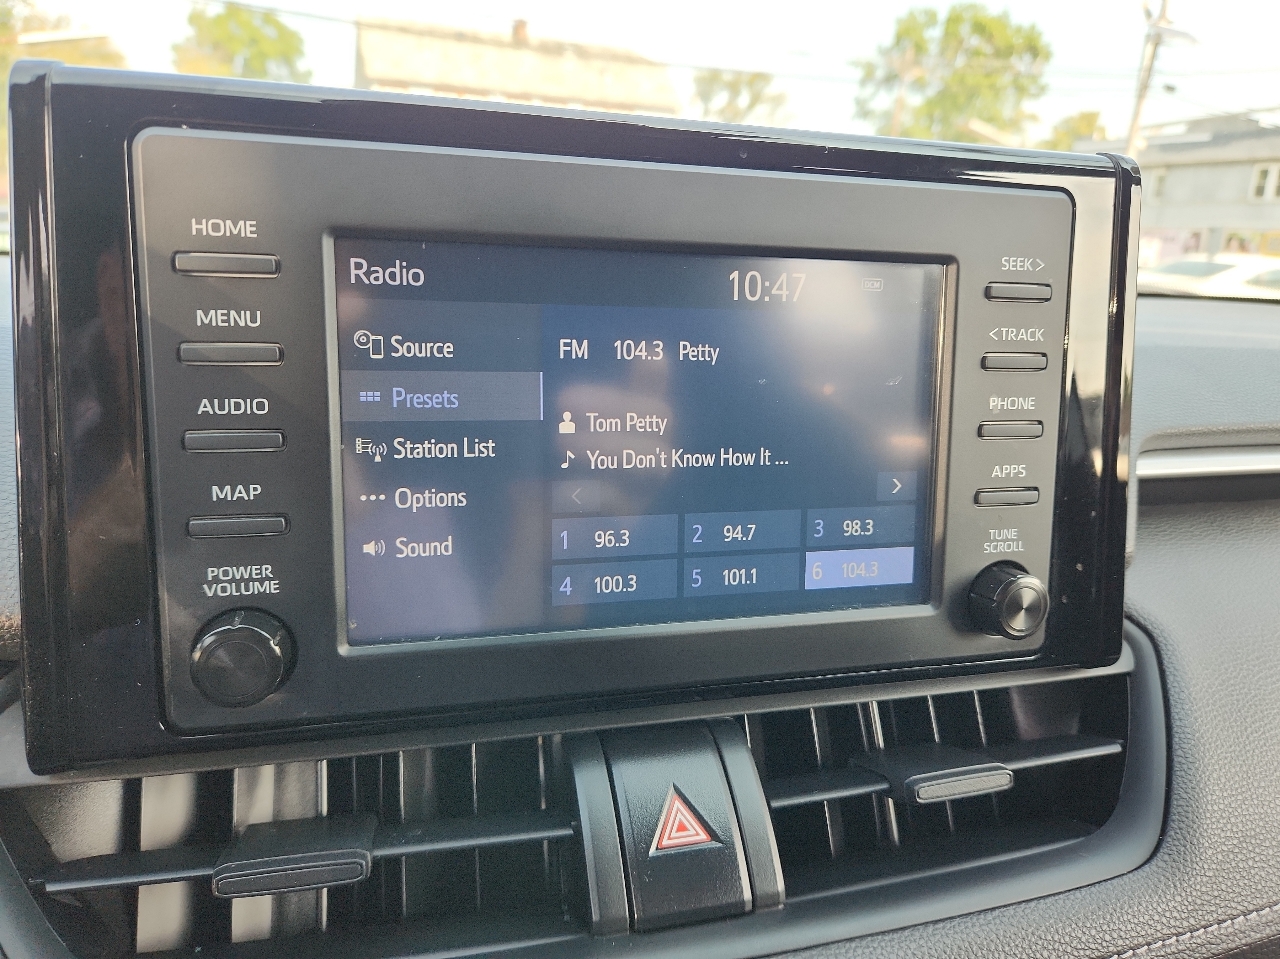 HOME
MENU
AUDIO
MAP
POWER
VOLUME
Radio
10:47
DCM
Source
Presets
Station List
Options
Sound
FM 104.3 Petty
Tom Petty
You Don't Know How It ...
<
>
1 96.3
2 94.7
3 98.3
4 100.3
5 101.1
6 104.3
SEEK >
< TRACK
PHONE
APPS
TUNE
SCROLL